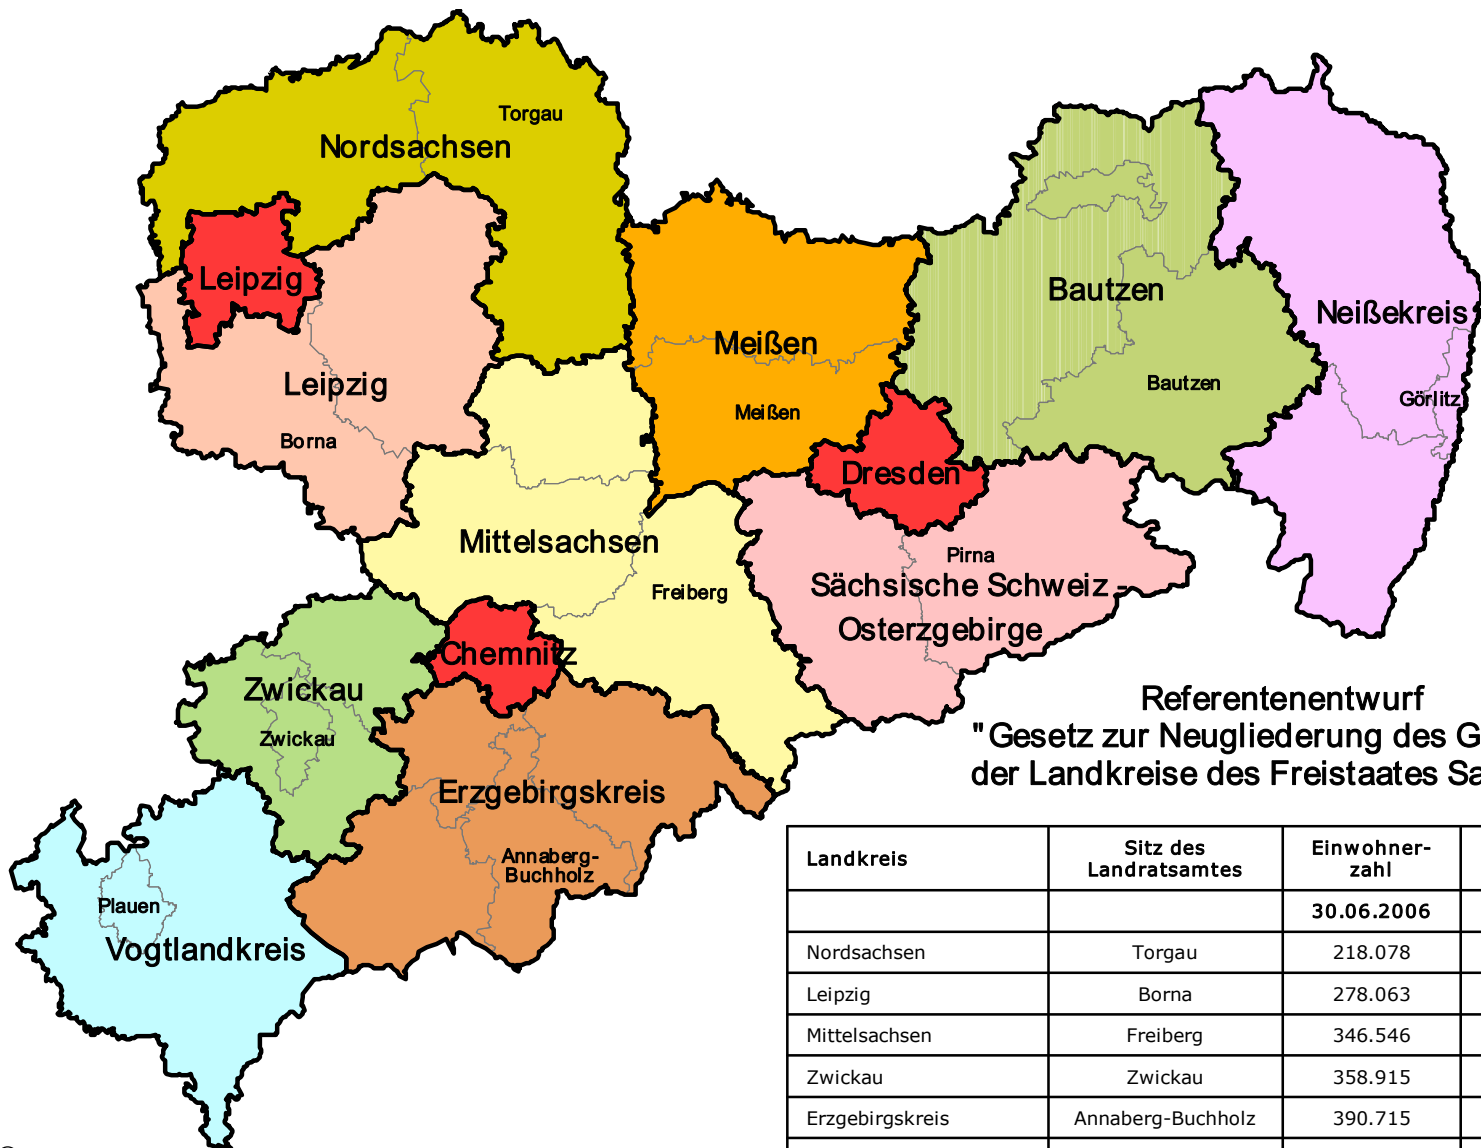 Torgau
Nordsachsen
Leipzig
Leipzig
Borna
Meißen
Meißen
Bautzen
Bautzen
Neißekreis
Görlitz
Dresden
Mittelsachsen
Freiberg
Pirna
Sächsische Schweiz -
Osterzgebirge
Chemnitz
Zwickau
Zwickau
Erzgebirgskreis
Annaberg-
Buchholz
Plauen
Vogtlandkreis
Referentenentwurf
"Gesetz zur Neugliederung des G
der Landkreise des Freistaates Sa
Landkreis Sitz des Landratsamtes Einwohner-zahl
30.06.2006
Nordsachsen Torgau 218.078
Leipzig Borna 278.063
Mittelsachsen Freiberg 346.546
Zwickau Zwickau 358.915
Erzgebirgskreis Annaberg-Buchholz 390.715